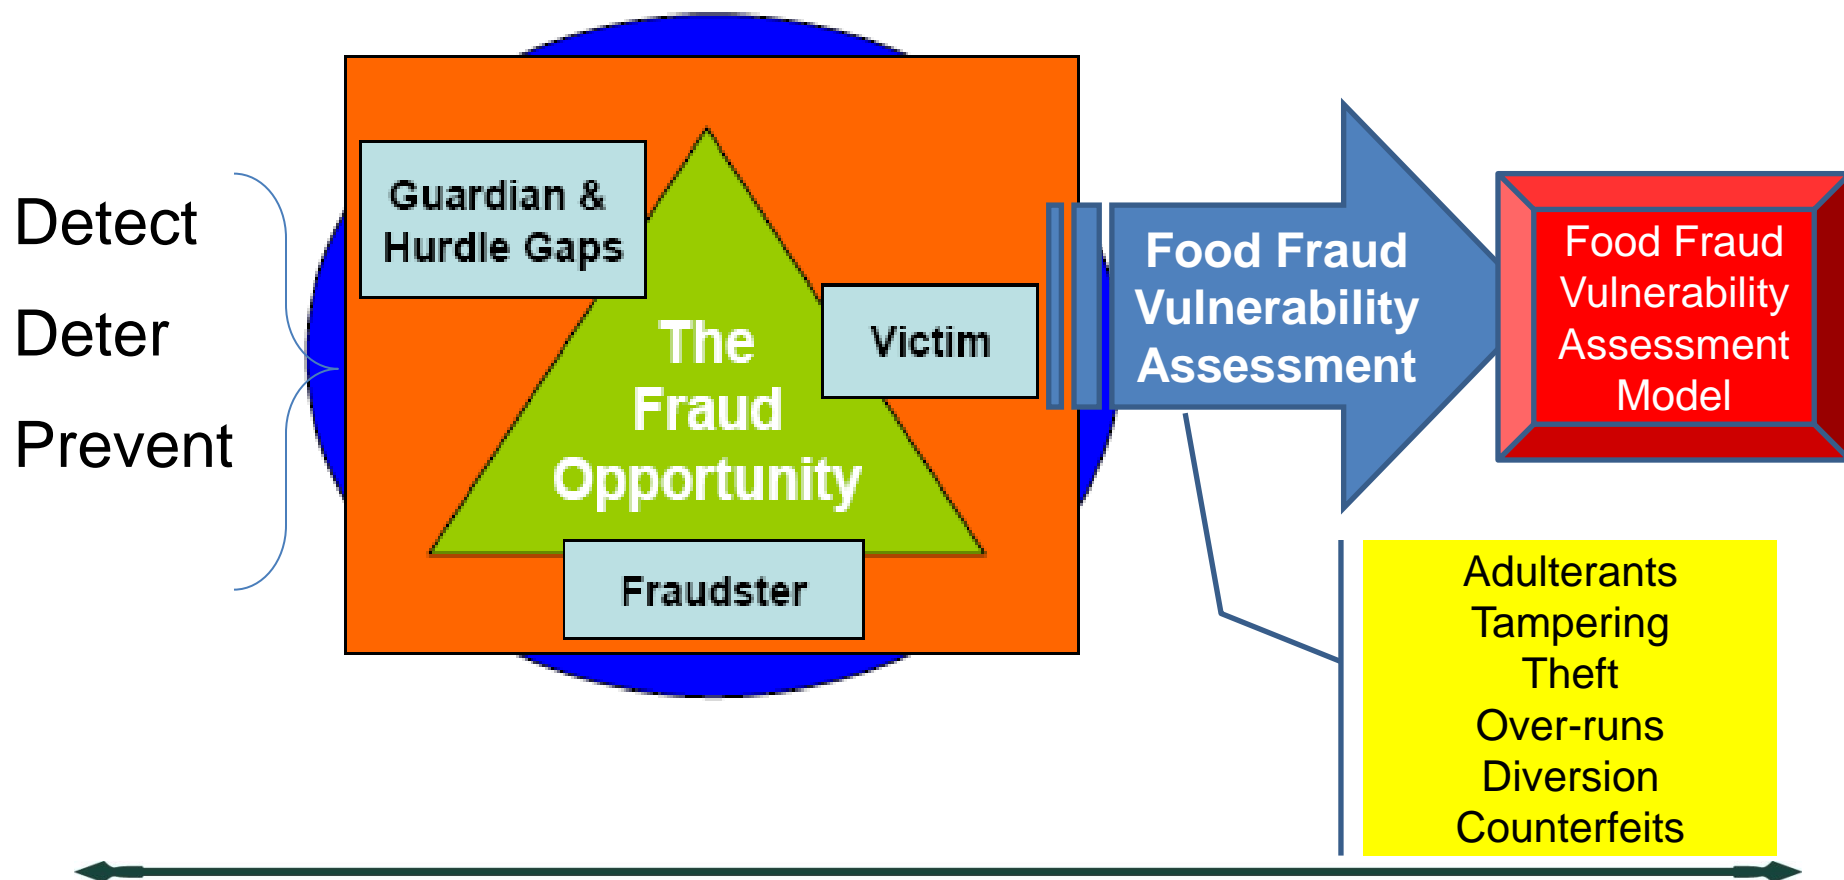 Detect
Deter
Prevent
Guardian &
Hurdle Gaps
The
Fraud
Opportunity
Victim
Fraudster
Food Fraud
Vulnerability
Assessment
Food Fraud
Vulnerability
Assessment
Model
Adulterants
Tampering
Theft
Over-runs
Diversion
Counterfeits